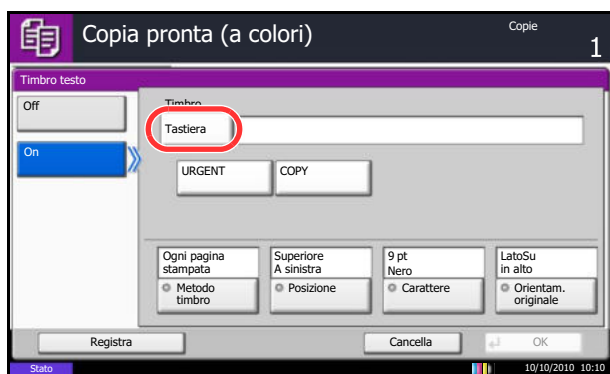 Copia pronta (a colori)
Copie
1
Timbro testo
Off
On
Timbro
Tastiera
URGENT
COPY
Ogni pagina
stampata
Metodo
timbro
Superiore
A sinistra
Posizione
9 pt
Nero
Carattere
LatoSu
in alto
Orientam.
originale
Registra
Cancella
OK
Stato
10/10/2010 10:10